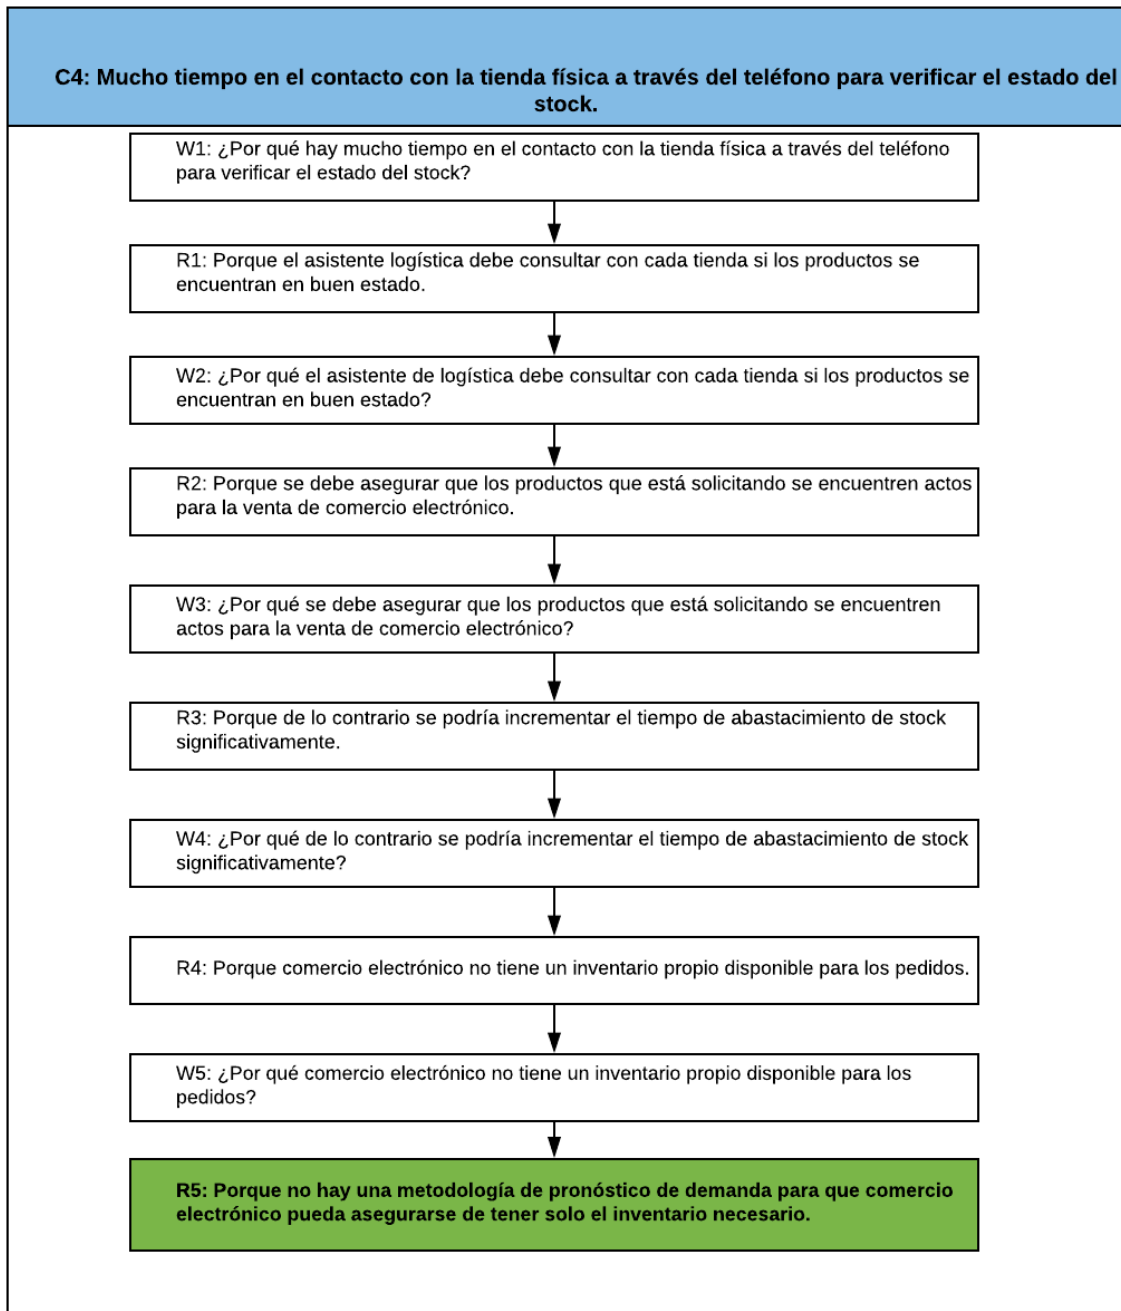 C4: Mucho tiempo en el contacto con la tienda física a través del teléfono para verificar el estado del
stock.
W1: ¿Por qué hay mucho tiempo en el contacto con la tienda física a través del teléfono
para verificar el estado del stock?
R1: Porque el asistente logística debe consultar con cada tienda si los productos se
encuentran en buen estado.
W2: ¿Por qué el asistente de logística debe consultar con cada tienda si los productos se
encuentran en buen estado?
R2: Porque se debe asegurar que los productos que está solicitando se encuentren actos
para la venta de comercio electrónico.
W3: ¿Por qué se debe asegurar que los productos que está solicitando se encuentren
actos para la venta de comercio electrónico?
R3: Porque de lo contrario se podría incrementar el tiempo de abastacimiento de stock
significativamente.
W4: ¿Por qué de lo contrario se podría incrementar el tiempo de abastacimiento de stock
significativamente?
R4: Porque comercio electrónico no tiene un inventario propio disponible para los pedidos.
W5: ¿Por qué comercio electrónico no tiene un inventario propio disponible para los
pedidos?
R5: Porque no hay una metodología de pronóstico de demanda para que comercio
electrónico pueda asegurarse de tener solo el inventario necesario.